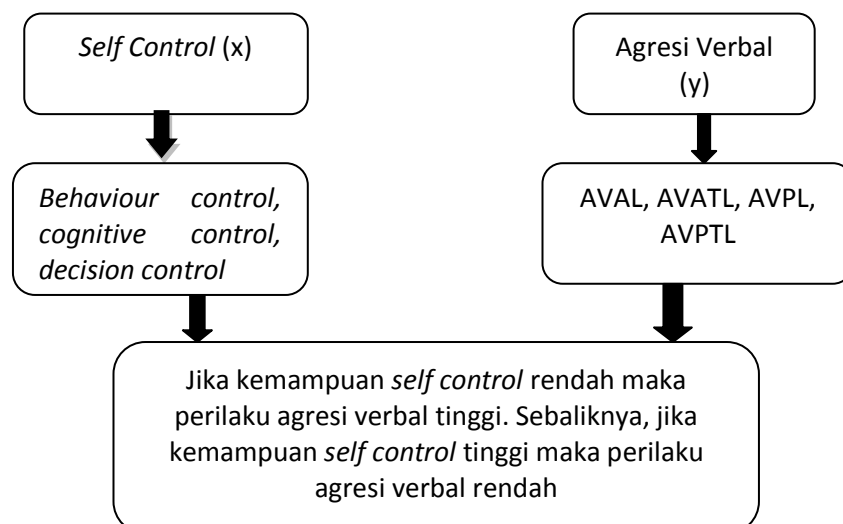 Self Control (x)
Agresi Verbal
(y)
Behaviour control,
cognitive control,
decision control
AVAL, AVATL, AVPL,
AVPTL
Jika kemampuan self control rendah maka
perilaku agresi verbal tinggi. Sebaliknya, jika
kemampuan self control tinggi maka perilaku
agresi verbal rendah